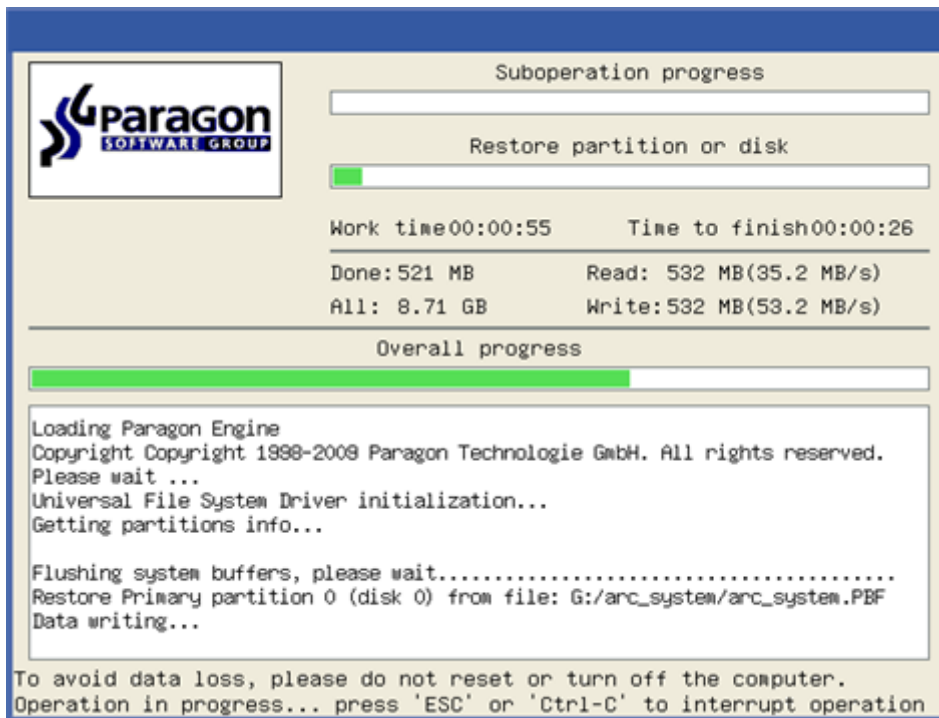 Paragon
SOFTWARE GROUP
Suboperation progress
Restore partition or disk
Work time00:00:55 Time to finish00:00:26
Done:521 MB Read: 532 MB(35.2 MB/s)
All: 8.71 GB Write:532 MB(53.2 MB/s)
Overall progress
Loading Paragon Engine
Copyright Copyright 1998-2009 Paragon Technologie GmbH. All rights reserved.
Please wait ...
Universal File System Driver initialization...
Getting partitions info...
Flushing system buffers, please wait.......................................
Restore Primary partition 0 (disk 0) from file: G:/arc_system/arc_system.PBF
Data writing...
To avoid data loss, please do not reset or turn off the computer.
Operation in progress... press 'ESC' or 'Ctrl-C' to interrupt operation